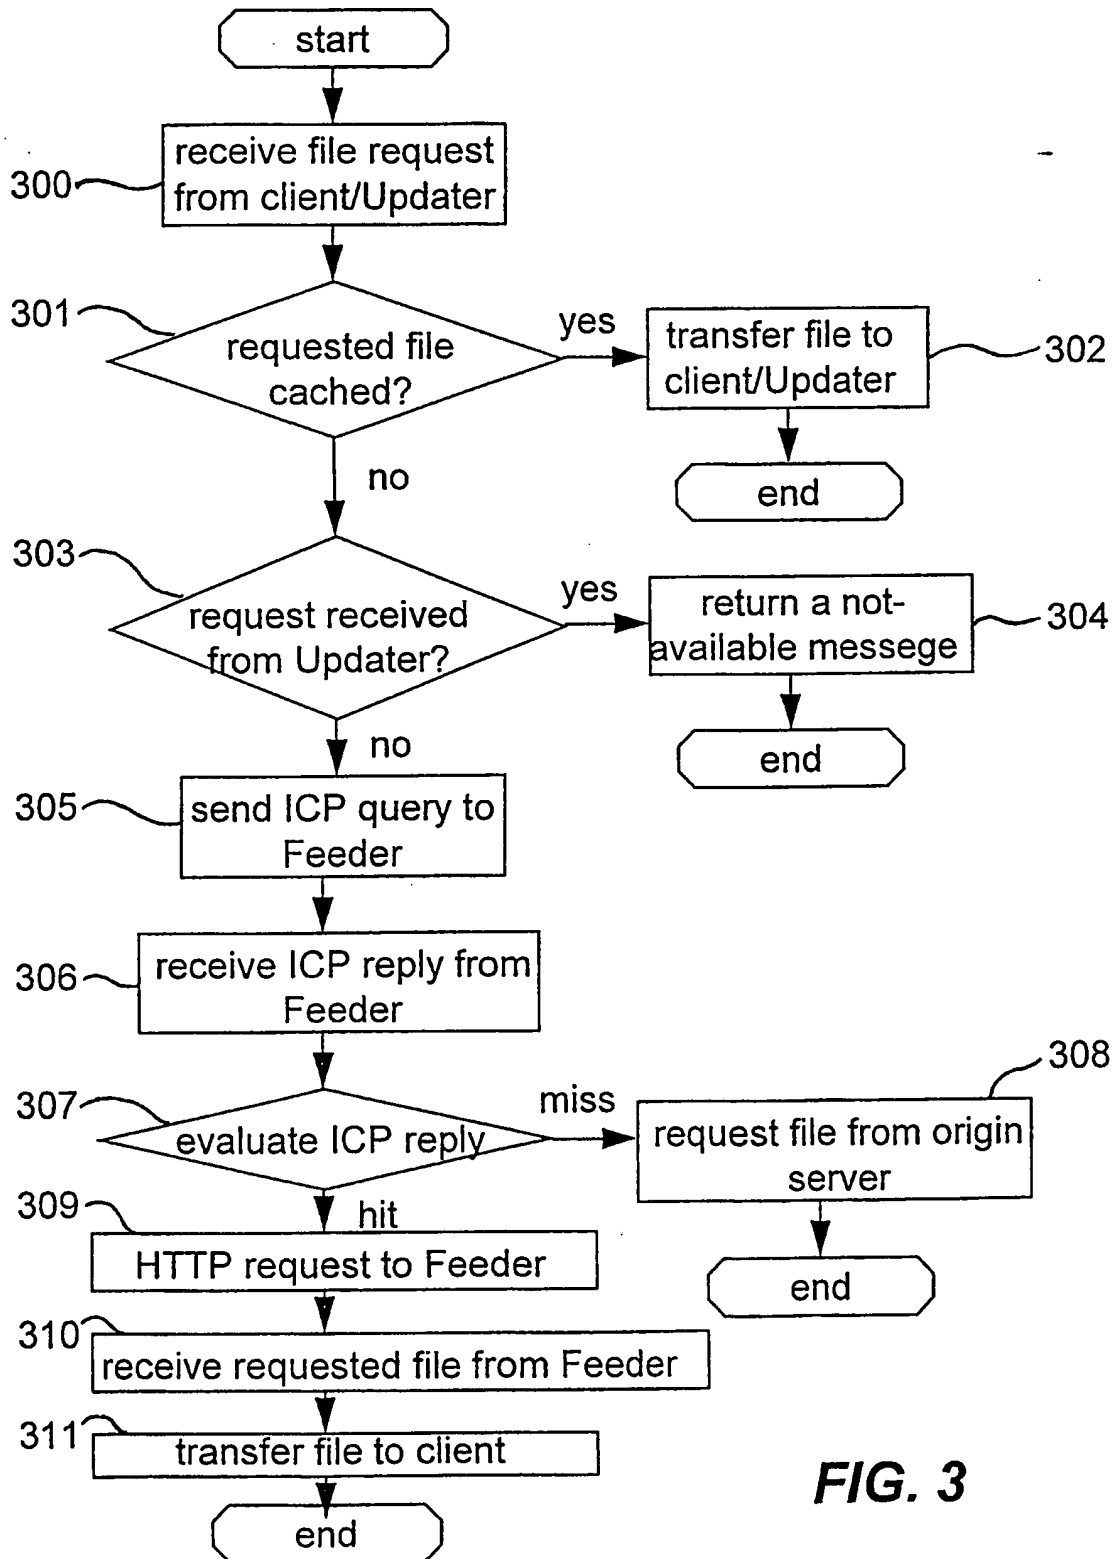 start
receive file request
from client/Updater
300
301
requested file
cached?
yes
transfer file to
client/Updater
302
end
no
303
request received
from Updater?
yes
return a not-
available messege
304
end
no
305
send ICP query to
Feeder
306
receive ICP reply from
Feeder
307
evaluate ICP reply
miss
308
request file from origin
server
end
hit
309
HTTP request to Feeder
310
receive requested file from Feeder
311
transfer file to client
end
FIG. 3